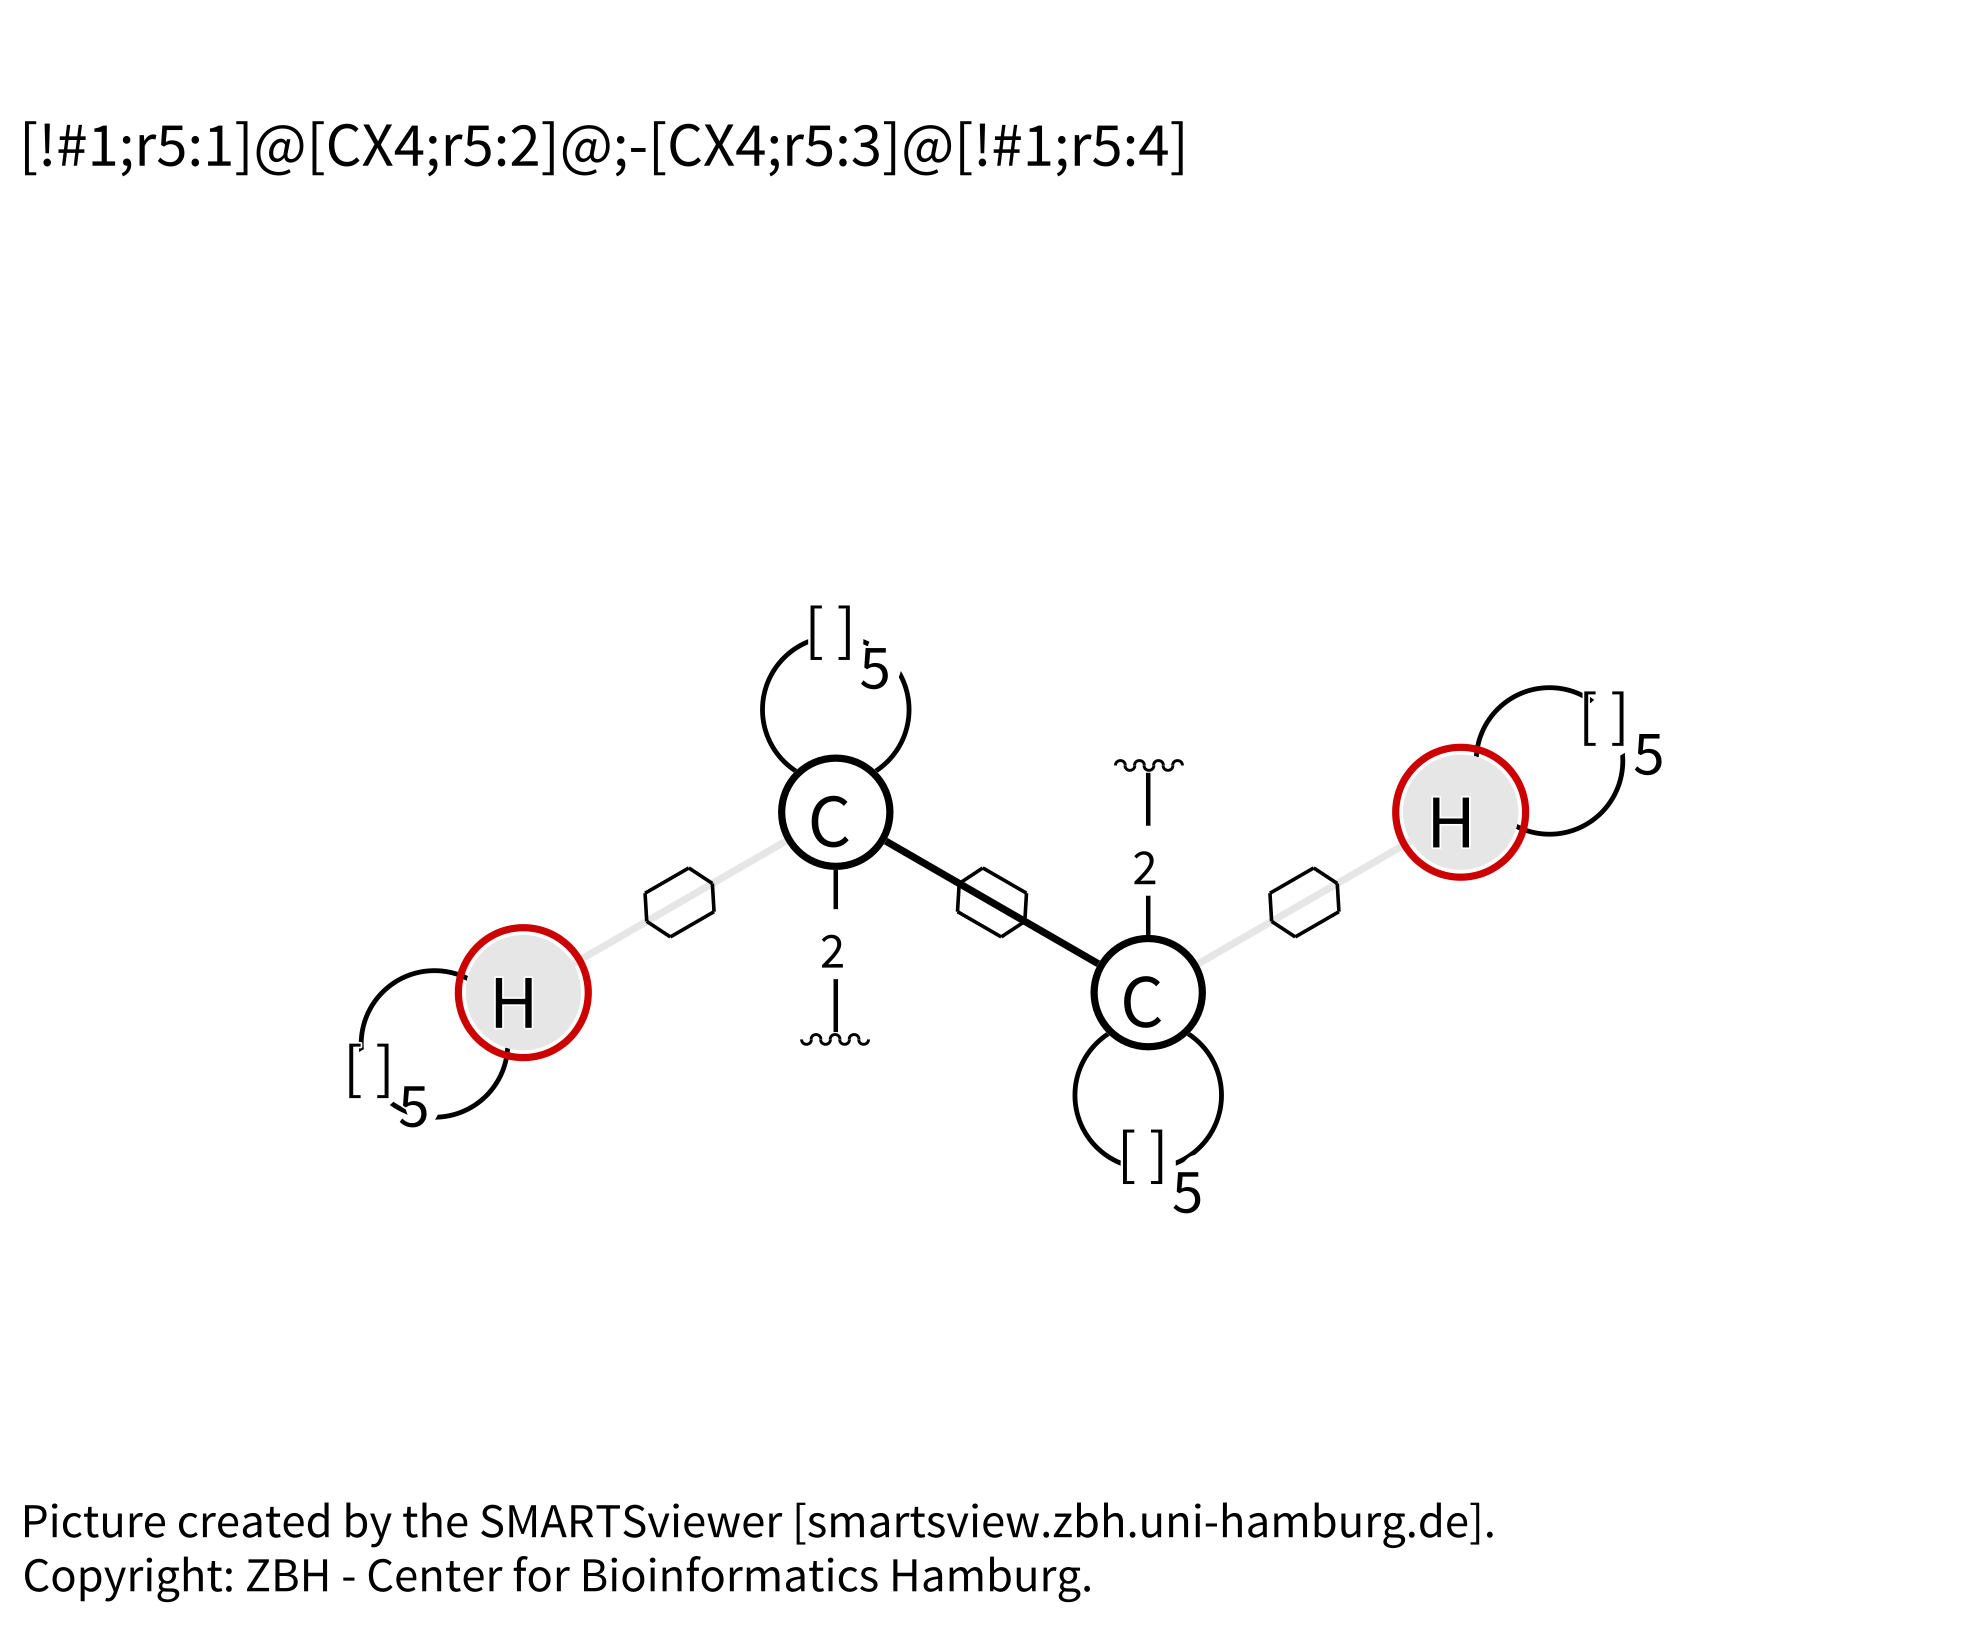 [!#1;r5:1]@[CX4;r5:2]@;-[CX4;r5:3]@[!#1;r5:4]
[ ]5
C
2
H
[ ]5
2
C
[ ]5
H
[ ]5
Picture created by the SMARTSviewer [smartsview.zbh.uni-hamburg.de].
Copyright: ZBH - Center for Bioinformatics Hamburg.